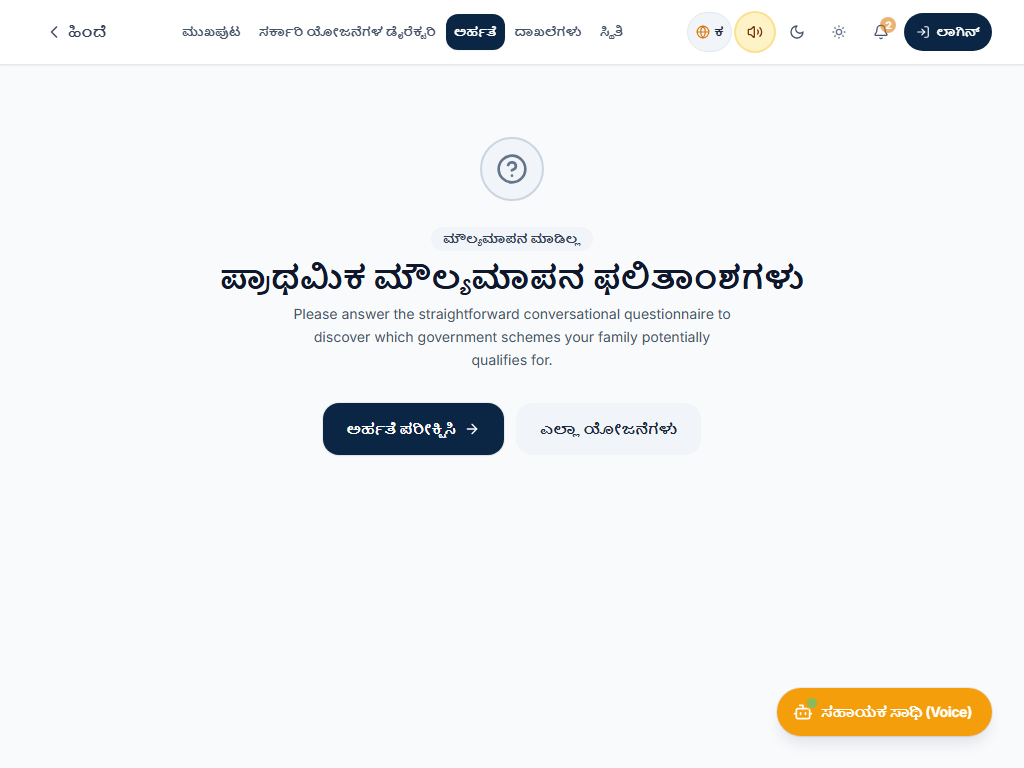 ಹಿಂದೆ
ಮುಖಪುಟ
ಸರ್ಕಾರಿ ಯೋಜನೆಗಳ ಡೈರೆಕ್ಟರಿ
ಅರ್ಹತೆ
ದಾಖಲೆಗಳು
ಸ್ಥಿತಿ
ಕ
2
ಲಾಗಿನ್
ಮೌಲ್ಯಮಾಪನ ಮಾಡಿಲ್ಲ
ಪ್ರಾಥಮಿಕ ಮೌಲ್ಯಮಾಪನ ಫಲಿತಾಂಶಗಳು
Please answer the straightforward conversational questionnaire to
discover which government schemes your family potentially
qualifies for.
ಅರ್ಹತೆ ಪರೀಕ್ಷಿಸಿ
ಎಲ್ಲಾ ಯೋಜನೆಗಳು
ಸಹಾಯಕ ಸಾಥಿ (Voice)